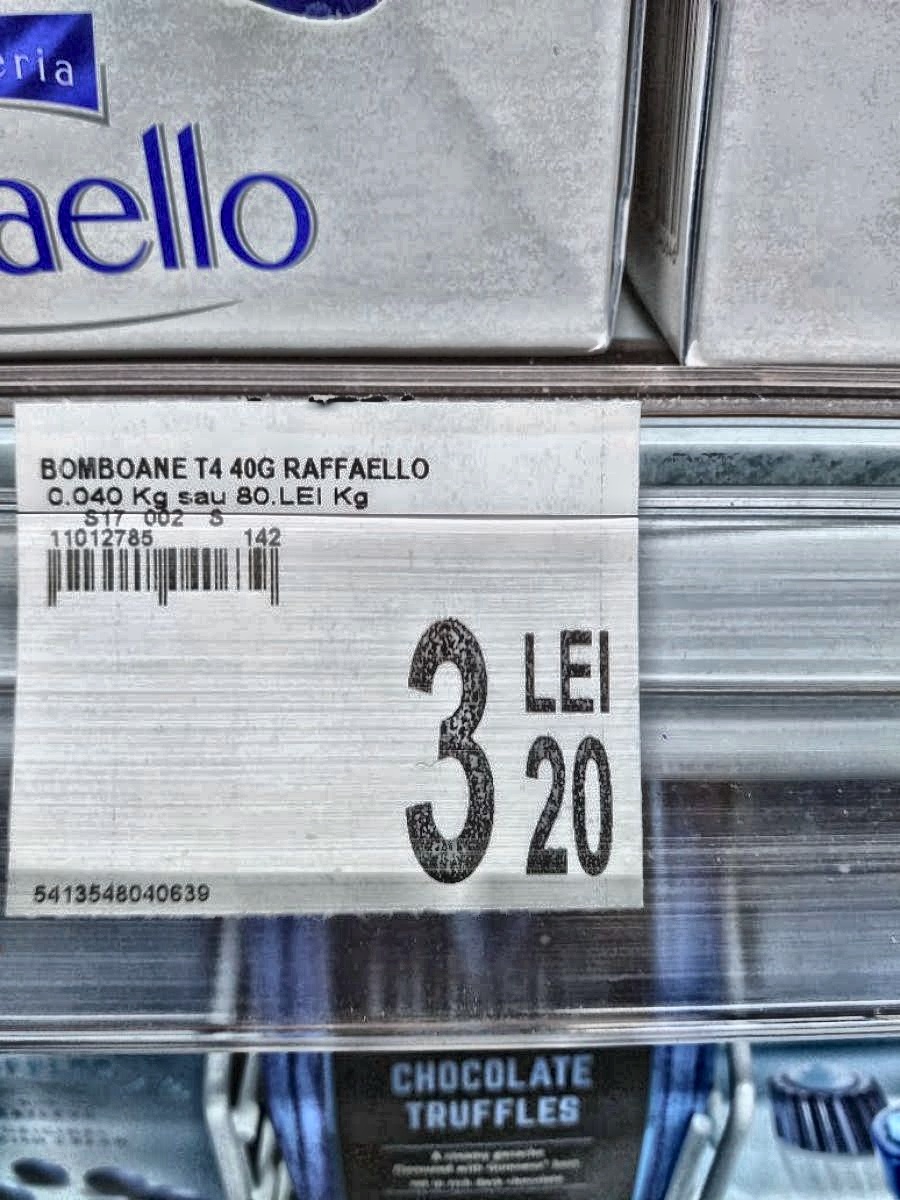 eria
aello
BOMBOANE T4 40G RAFFAELLO
0.040 Kg sau 80.LEI Kg
S17 002 S
11012785 142
3 LEI
20
5413548040639
CHOCOLATE
TRUFFLES